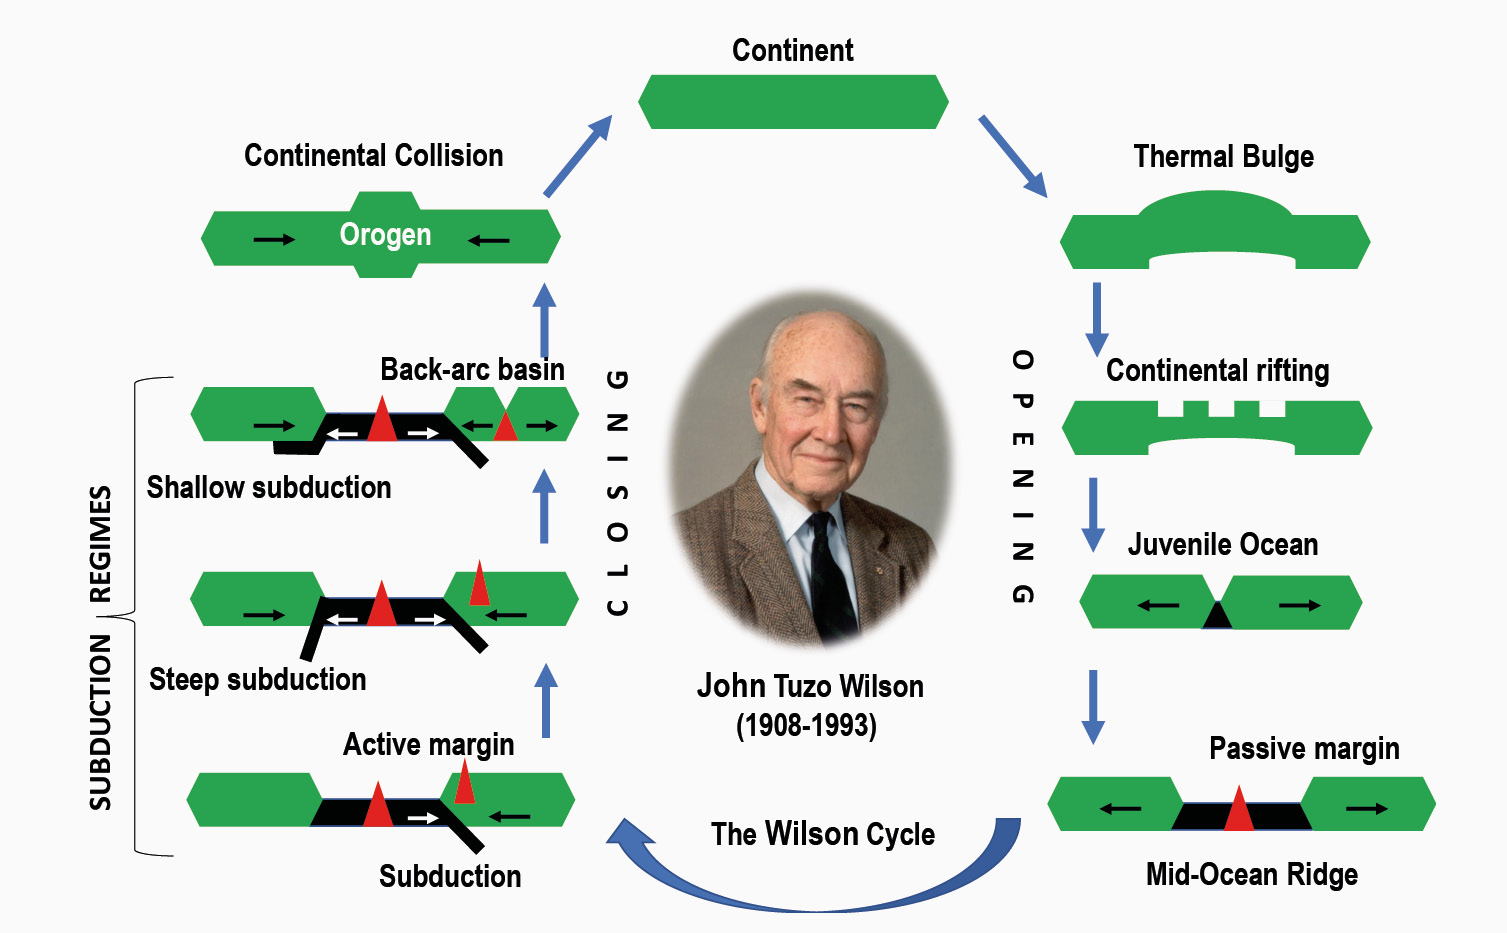 Continent
Continental Collision
Thermal Bulge
Orogen
Back-arc basin
Continental rifting
CLOSING
OPENING
Shallow subduction
Juvenile Ocean
SUBDUCTION REGIMES
Steep subduction
John Tuzo Wilson
(1908-1993)
Active margin
Passive margin
The Wilson Cycle
Subduction
Mid-Ocean Ridge